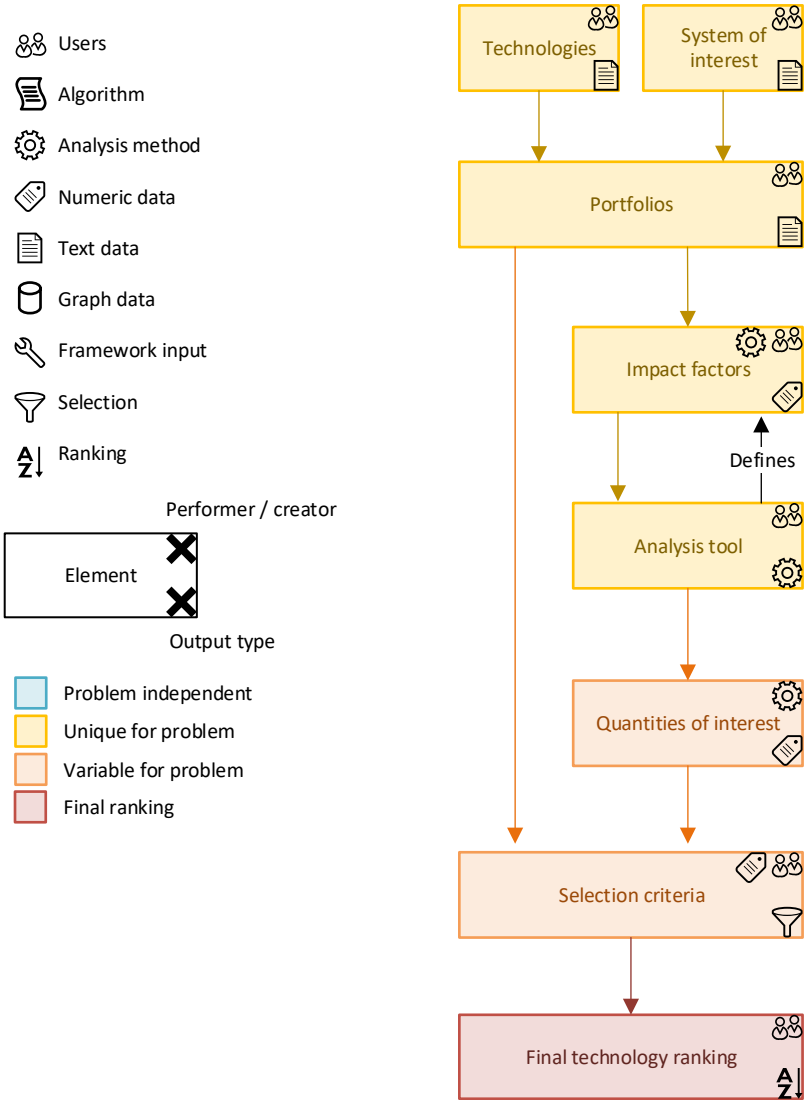 Users
Algorithm
Analysis method
Numeric data
Text data
Graph data
Framework input
Selection
A
Z
Ranking
Performer / creator
Element
Output type
Problem independent
Unique for problem
Variable for problem
Final ranking
Technologies
System of
interest
Portfolios
Impact factors
Defines
Analysis tool
Quantities of interest
Selection criteria
Final technology ranking
A
Z